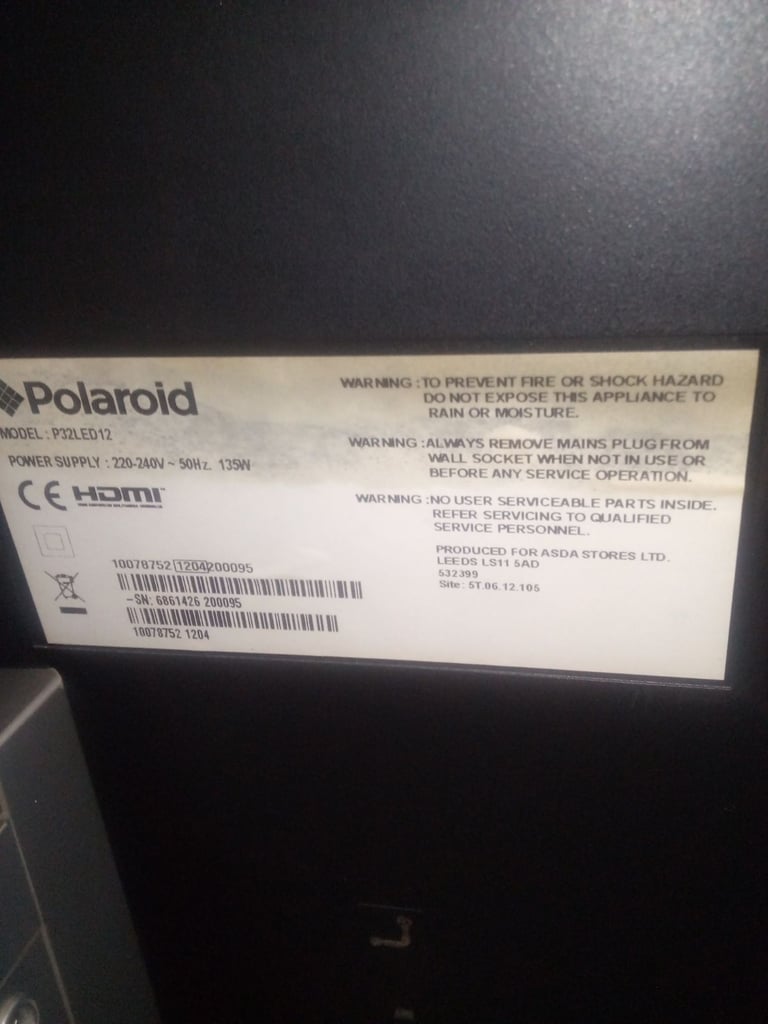 Polaroid
MODEL : P32LED12
POWER SUPPLY : 220-240V ~ 50Hz. 135W
CE HDMI™
10078752 1204 200095
-SN: 6861426 200095
10078752 1204
WARNING :TO PREVENT FIRE OR SHOCK HAZARD
DO NOT EXPOSE THIS APPLIANCE TO
RAIN OR MOISTURE.
WARNING :ALWAYS REMOVE MAINS PLUG FROM
WALL SOCKET WHEN NOT IN USE OR
BEFORE ANY SERVICE OPERATION.
WARNING :NO USER SERVICEABLE PARTS INSIDE.
REFER SERVICING TO QUALIFIED
SERVICE PERSONNEL.
PRODUCED FOR ASDA STORES LTD.
LEEDS LS11 5AD
532399
Site: 5T.06.12.105